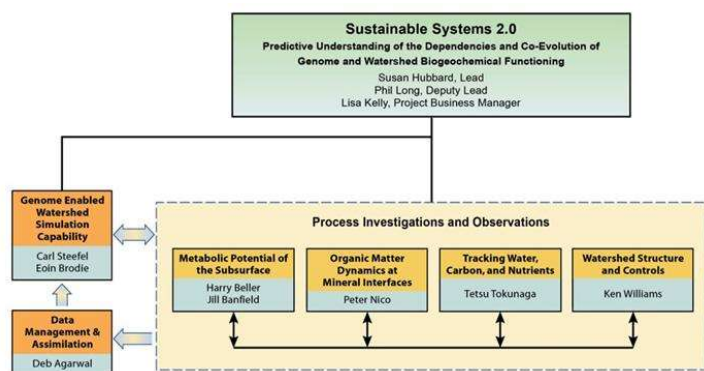 Sustainable Systems 2.0
Predictive Understanding of the Dependencies and Co-Evolution of
Genome and Watershed Biogeochemical Functioning
Susan Hubbard, Lead
Phil Long, Deputy Lead
Lisa Kelly, Project Business Manager
Genome Enabled
Watershed
Simulation
Capability
Carl Steefel
Eoin Brodie
Data
Management &
Assimilation
Deb Agarwal
Process Investigations and Observations
Metabolic Potential of
the Subsurface
Harry Beller
Jill Banfield
Organic Matter
Dynamics at
Mineral Interfaces
Peter Nico
Tracking Water,
Carbon, and Nutrients
Tetsu Tokunaga
Watershed Structure
and Controls
Ken Williams